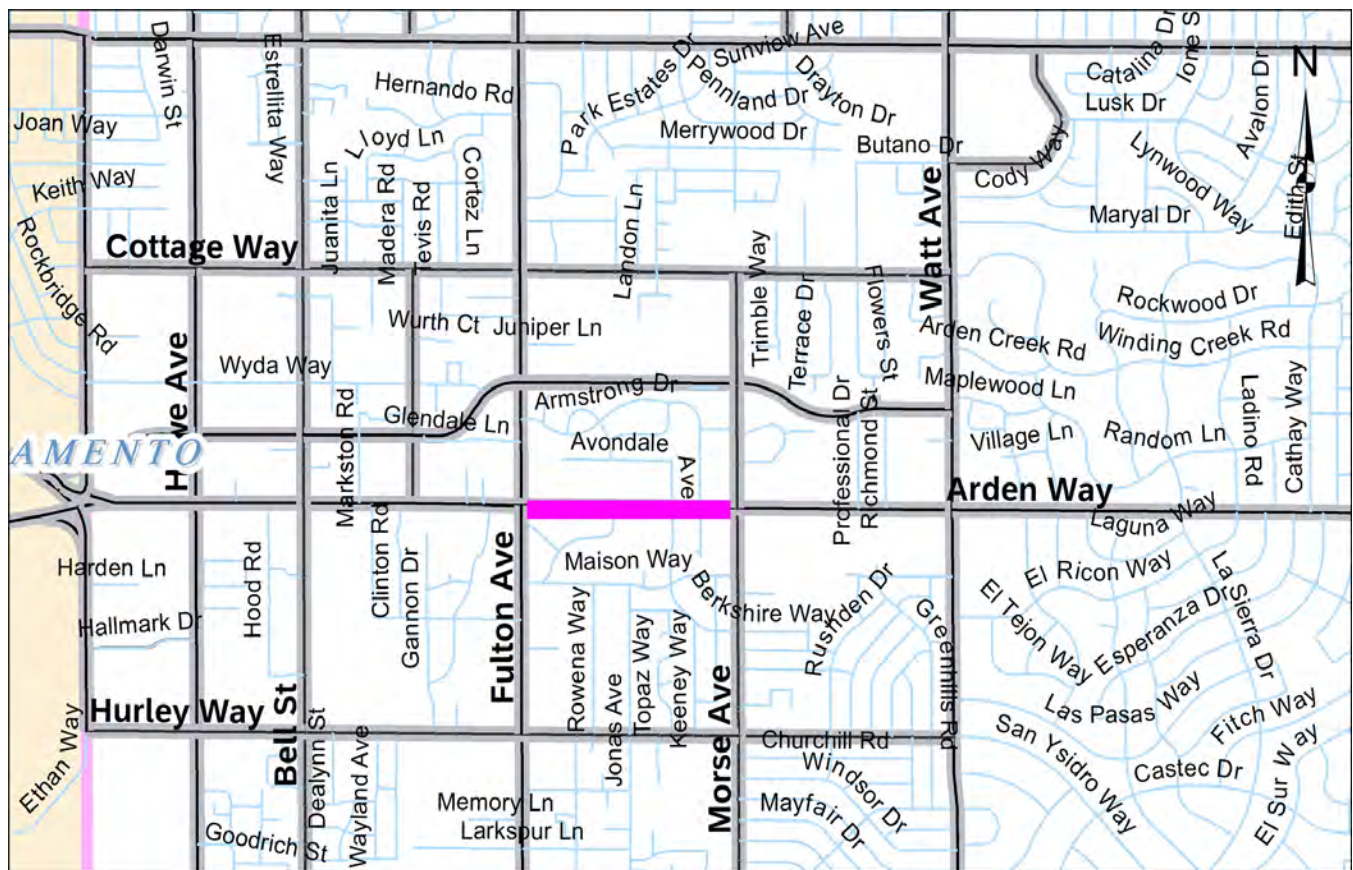 Darwin St
Estrellita Way
Hernando Rd
Park Estates Dr
Sunview Ave
Pennland Dr
Drayton Dr
Catalina Dr
Ione S
N
Joan Way
Lloyd Ln
Merrywood Dr
Butano Dr
Lusk Dr
Avalon Dr
Keith Way
Juanita Ln
Madera Rd
Tevis Rd
Cortez Ln
Landon Ln
Cody Way
Lynwood Way
Edith St
Maryal Dr
Rockbridge Rd
Cottage Way
Trimble Way
Terrace Dr
Flowers St
Watt Ave
Rockwood Dr
Wurth Ct
Juniper Ln
Arden Creek Rd
Winding Creek Rd
Howe Ave
Wyda Way
Markston Rd
Glendale Ln
Armstrong Dr
Maplewood Ln
Ladino Rd
Cathay Way
AMENTO
Avondale
Ave
Professional Dr
Richmond St
Village Ln
Random Ln
Arden Way
Laguna Way
Harden Ln
Hood Rd
Clinton Rd
Gannon Dr
Fulton Ave
Maison Way
Berkshire Way
Rushden Dr
Greenhills Rd
El Ricon Way
El Tejon Way
Esperanza Dr
La Sierra Dr
Hallmark Dr
Rowena Way
Jonas Ave
Topaz Way
Keeney Way
Morse Ave
Hurley Way
Bell St
Dealynn St
Wayland Ave
Churchill Rd
Las Pasas Way
Fitch Way
San Ysidro Way
Castec Dr
El Sur Way
Ethan Way
Goodrich St
Memory Ln
Larkspur Ln
Windsor Dr
Mayfair Dr